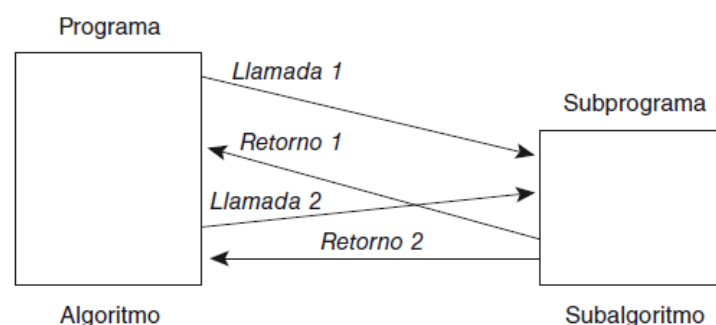 Programa
Llamada 1
Subprograma
Retorno 1
Llamada 2
Retorno 2
Algoritmo
Subalgoritmo